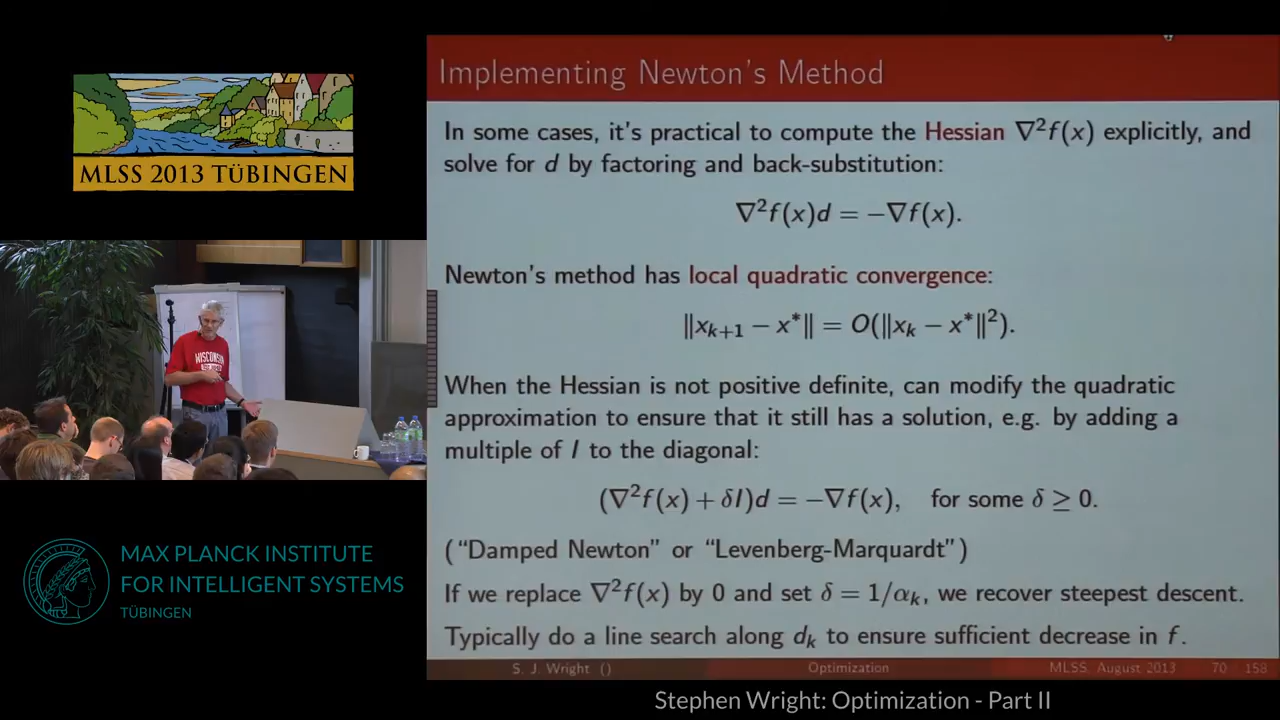 MLSS 2013 TÜBINGEN
WISCONSIN
MAX PLANCK INSTITUTE
FOR INTELLIGENT SYSTEMS
TÜBINGEN
Implementing Newton's Method
In some cases, it's practical to compute the Hessian ∇²f(x) explicitly, and
solve for d by factoring and back-substitution:
∇²f(x)d = −∇f(x).
Newton's method has local quadratic convergence:
‖xₖ₊₁ − x*‖ = O(‖xₖ − x*‖²).
When the Hessian is not positive definite, can modify the quadratic
approximation to ensure that it still has a solution, e.g. by adding a
multiple of I to the diagonal:
(∇²f(x) + δI)d = −∇f(x), for some δ ≥ 0.
("Damped Newton" or "Levenberg-Marquardt")
If we replace ∇²f(x) by 0 and set δ = 1/αₖ, we recover steepest descent.
Typically do a line search along dₖ to ensure sufficient decrease in f.
S. J. Wright () Optimization MLSS, August 2013 70 158
Stephen Wright: Optimization - Part II